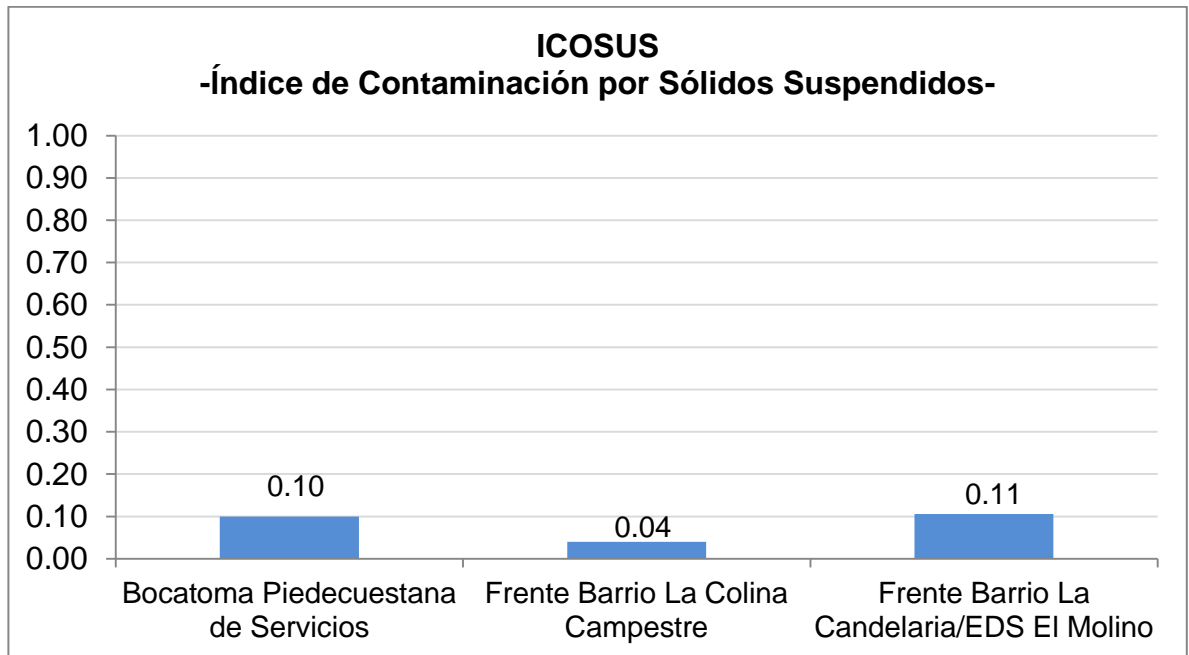 ICOSUS
-Índice de Contaminación por Sólidos Suspendidos-
1.00
0.90
0.80
0.70
0.60
0.50
0.40
0.30
0.20
0.10
0.00
0.10
0.04
0.11
Bocatoma Piedecuestana
de Servicios
Frente Barrio La Colina
Campestre
Frente Barrio La
Candelaria/EDS El Molino